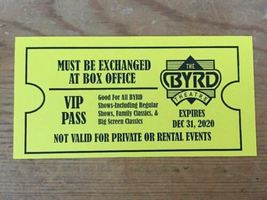 MUST BE EXCHANGED
AT BOX OFFICE
VIP
PASS
Good For All BYRD
Shows-Including Regular
Shows, Family Classics, &
Big Screen Classics
THE
BYRD
THEATRE
EXPIRES
DEC 31, 2020
NOT VALID FOR PRIVATE OR RENTAL EVENTS